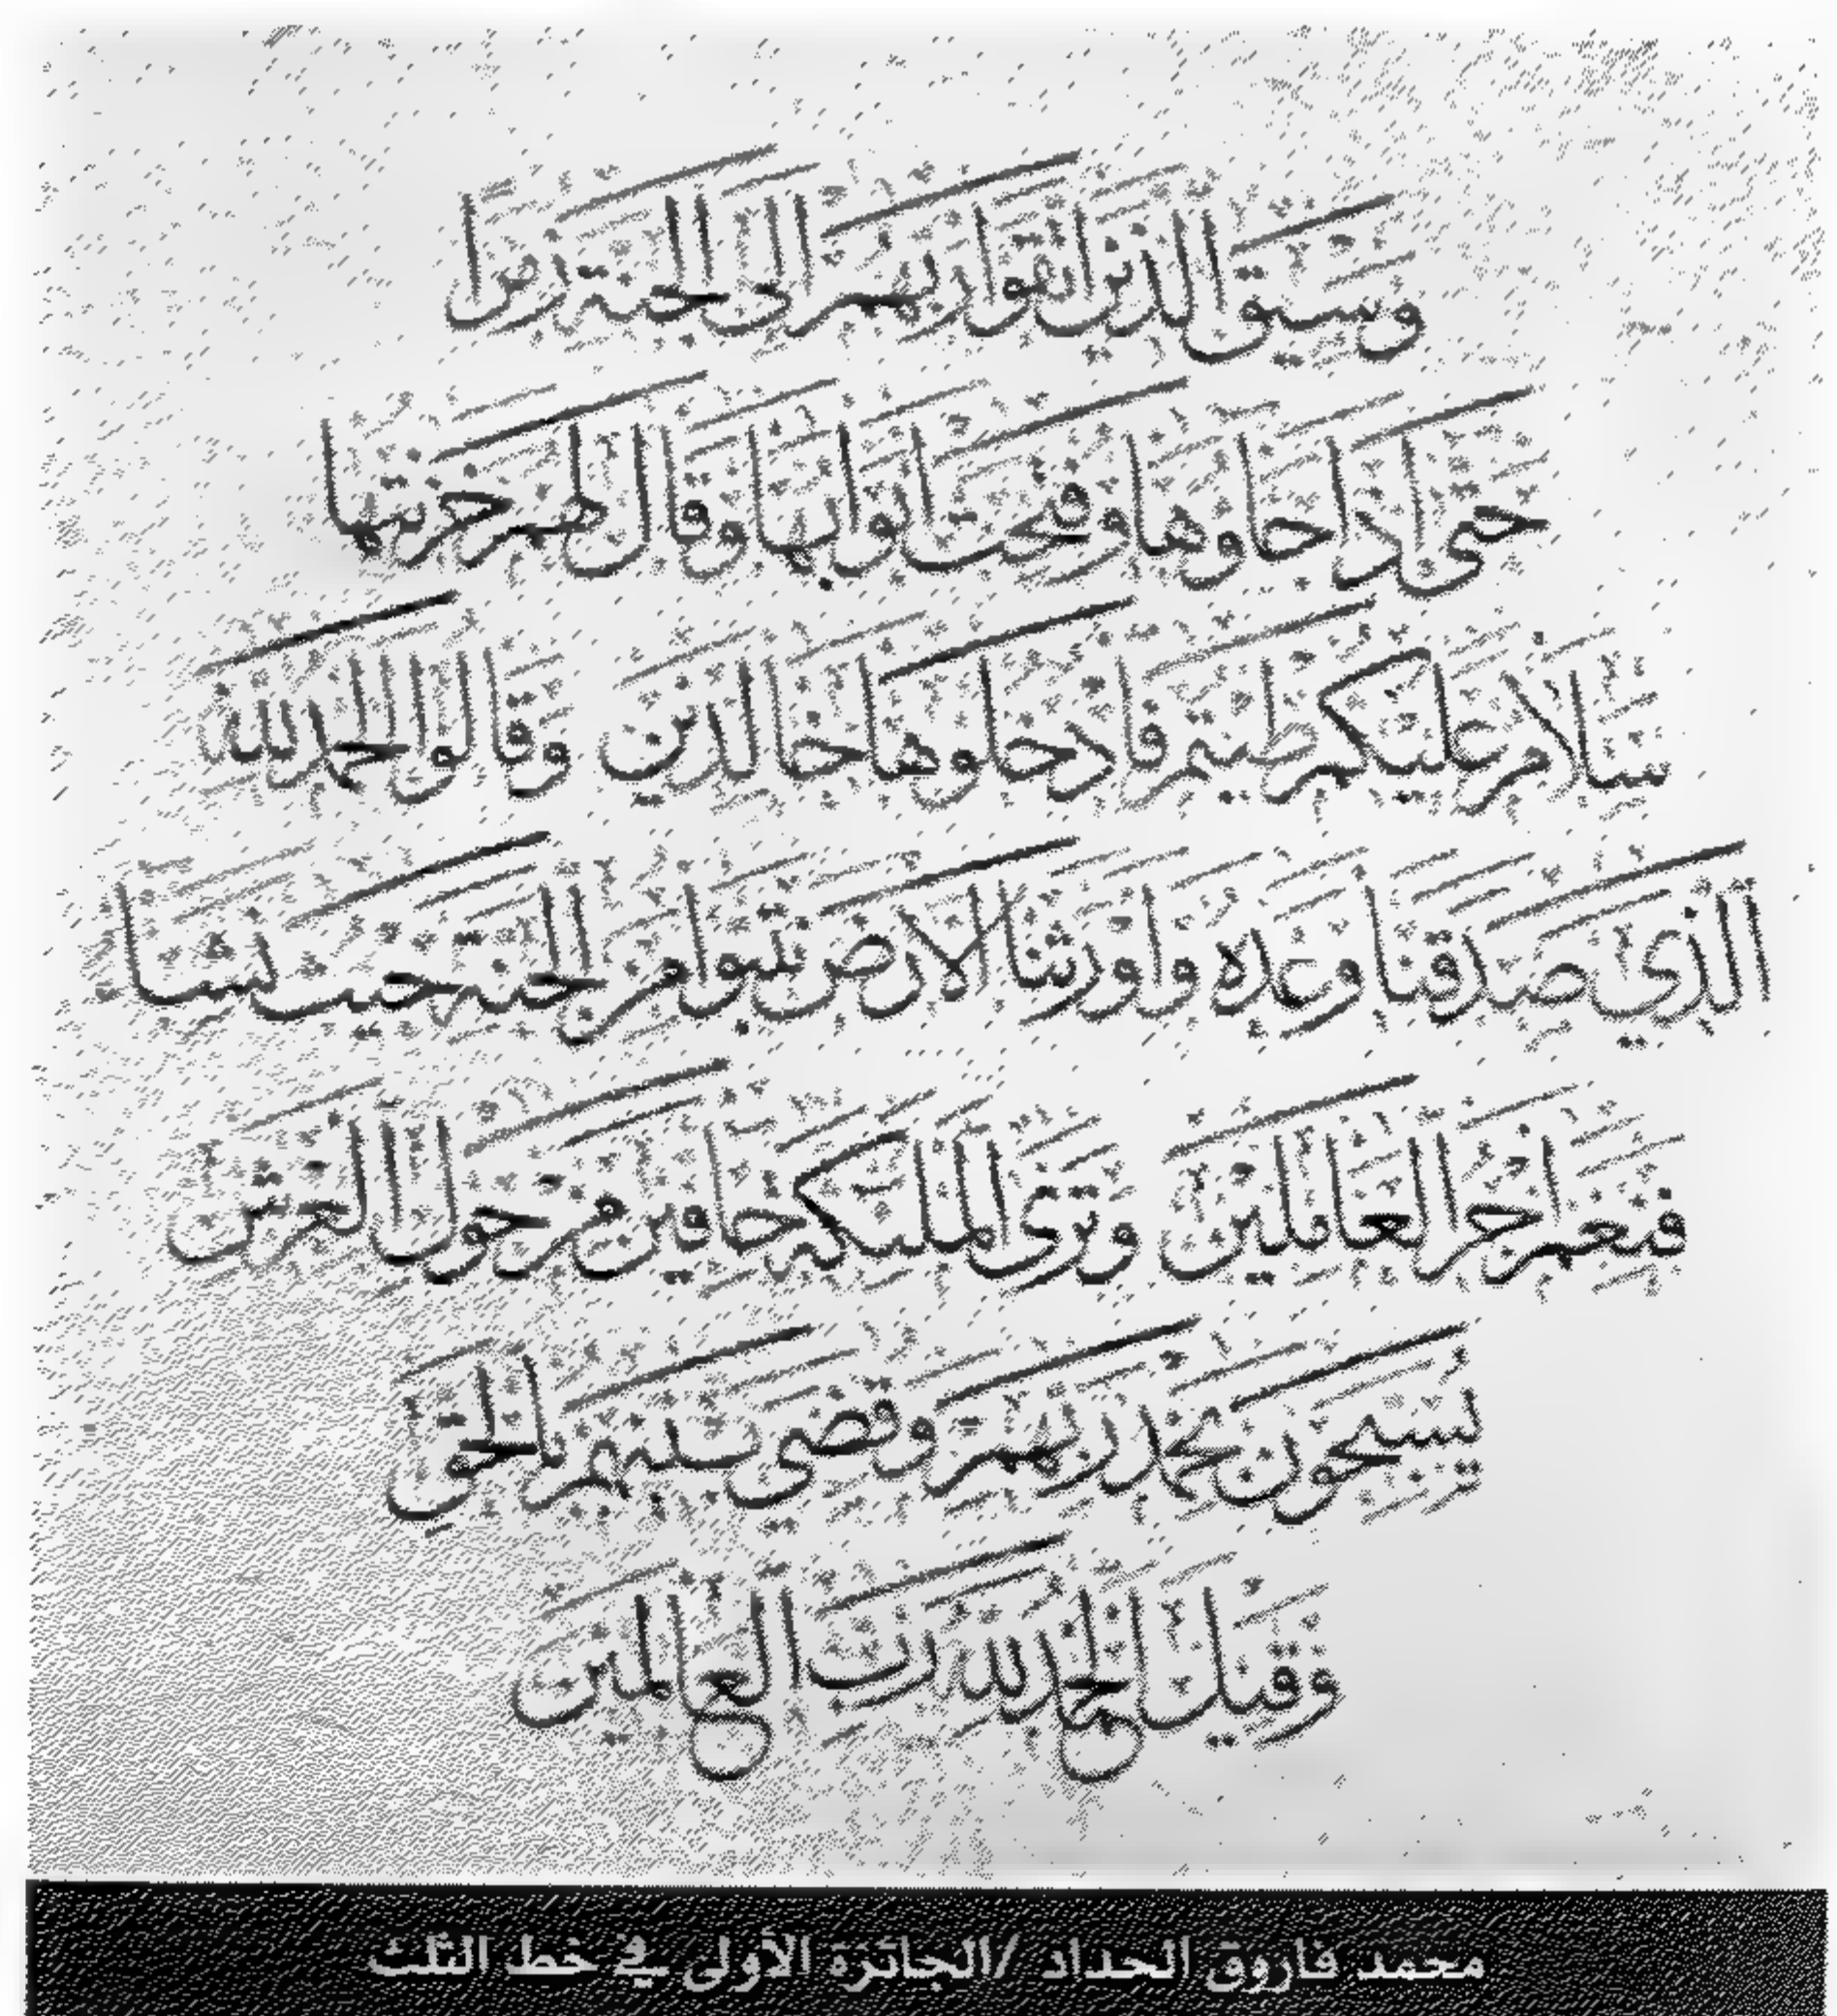 وسيق الذين اتقوا ربهم الى الجنة زمرا
حتى اذا جاؤوها وفتحت ابوابها وقال لهم خزنتها
سلام عليكم طبتم فادخلوها خالدين وقالوا الحمد لله
الذي صدقنا وعده واورثنا الارض نتبوا من الجنة حيث نشا
فنعم اجر العاملين وترى الملئكة حافين من حول العرش
يسبحون بحمد ربهم وقضي بينهم بالحق
وقيل الحمد لله رب العالمين
محمد فاروق الحداد /الجائزة الأولى في خط الثلث